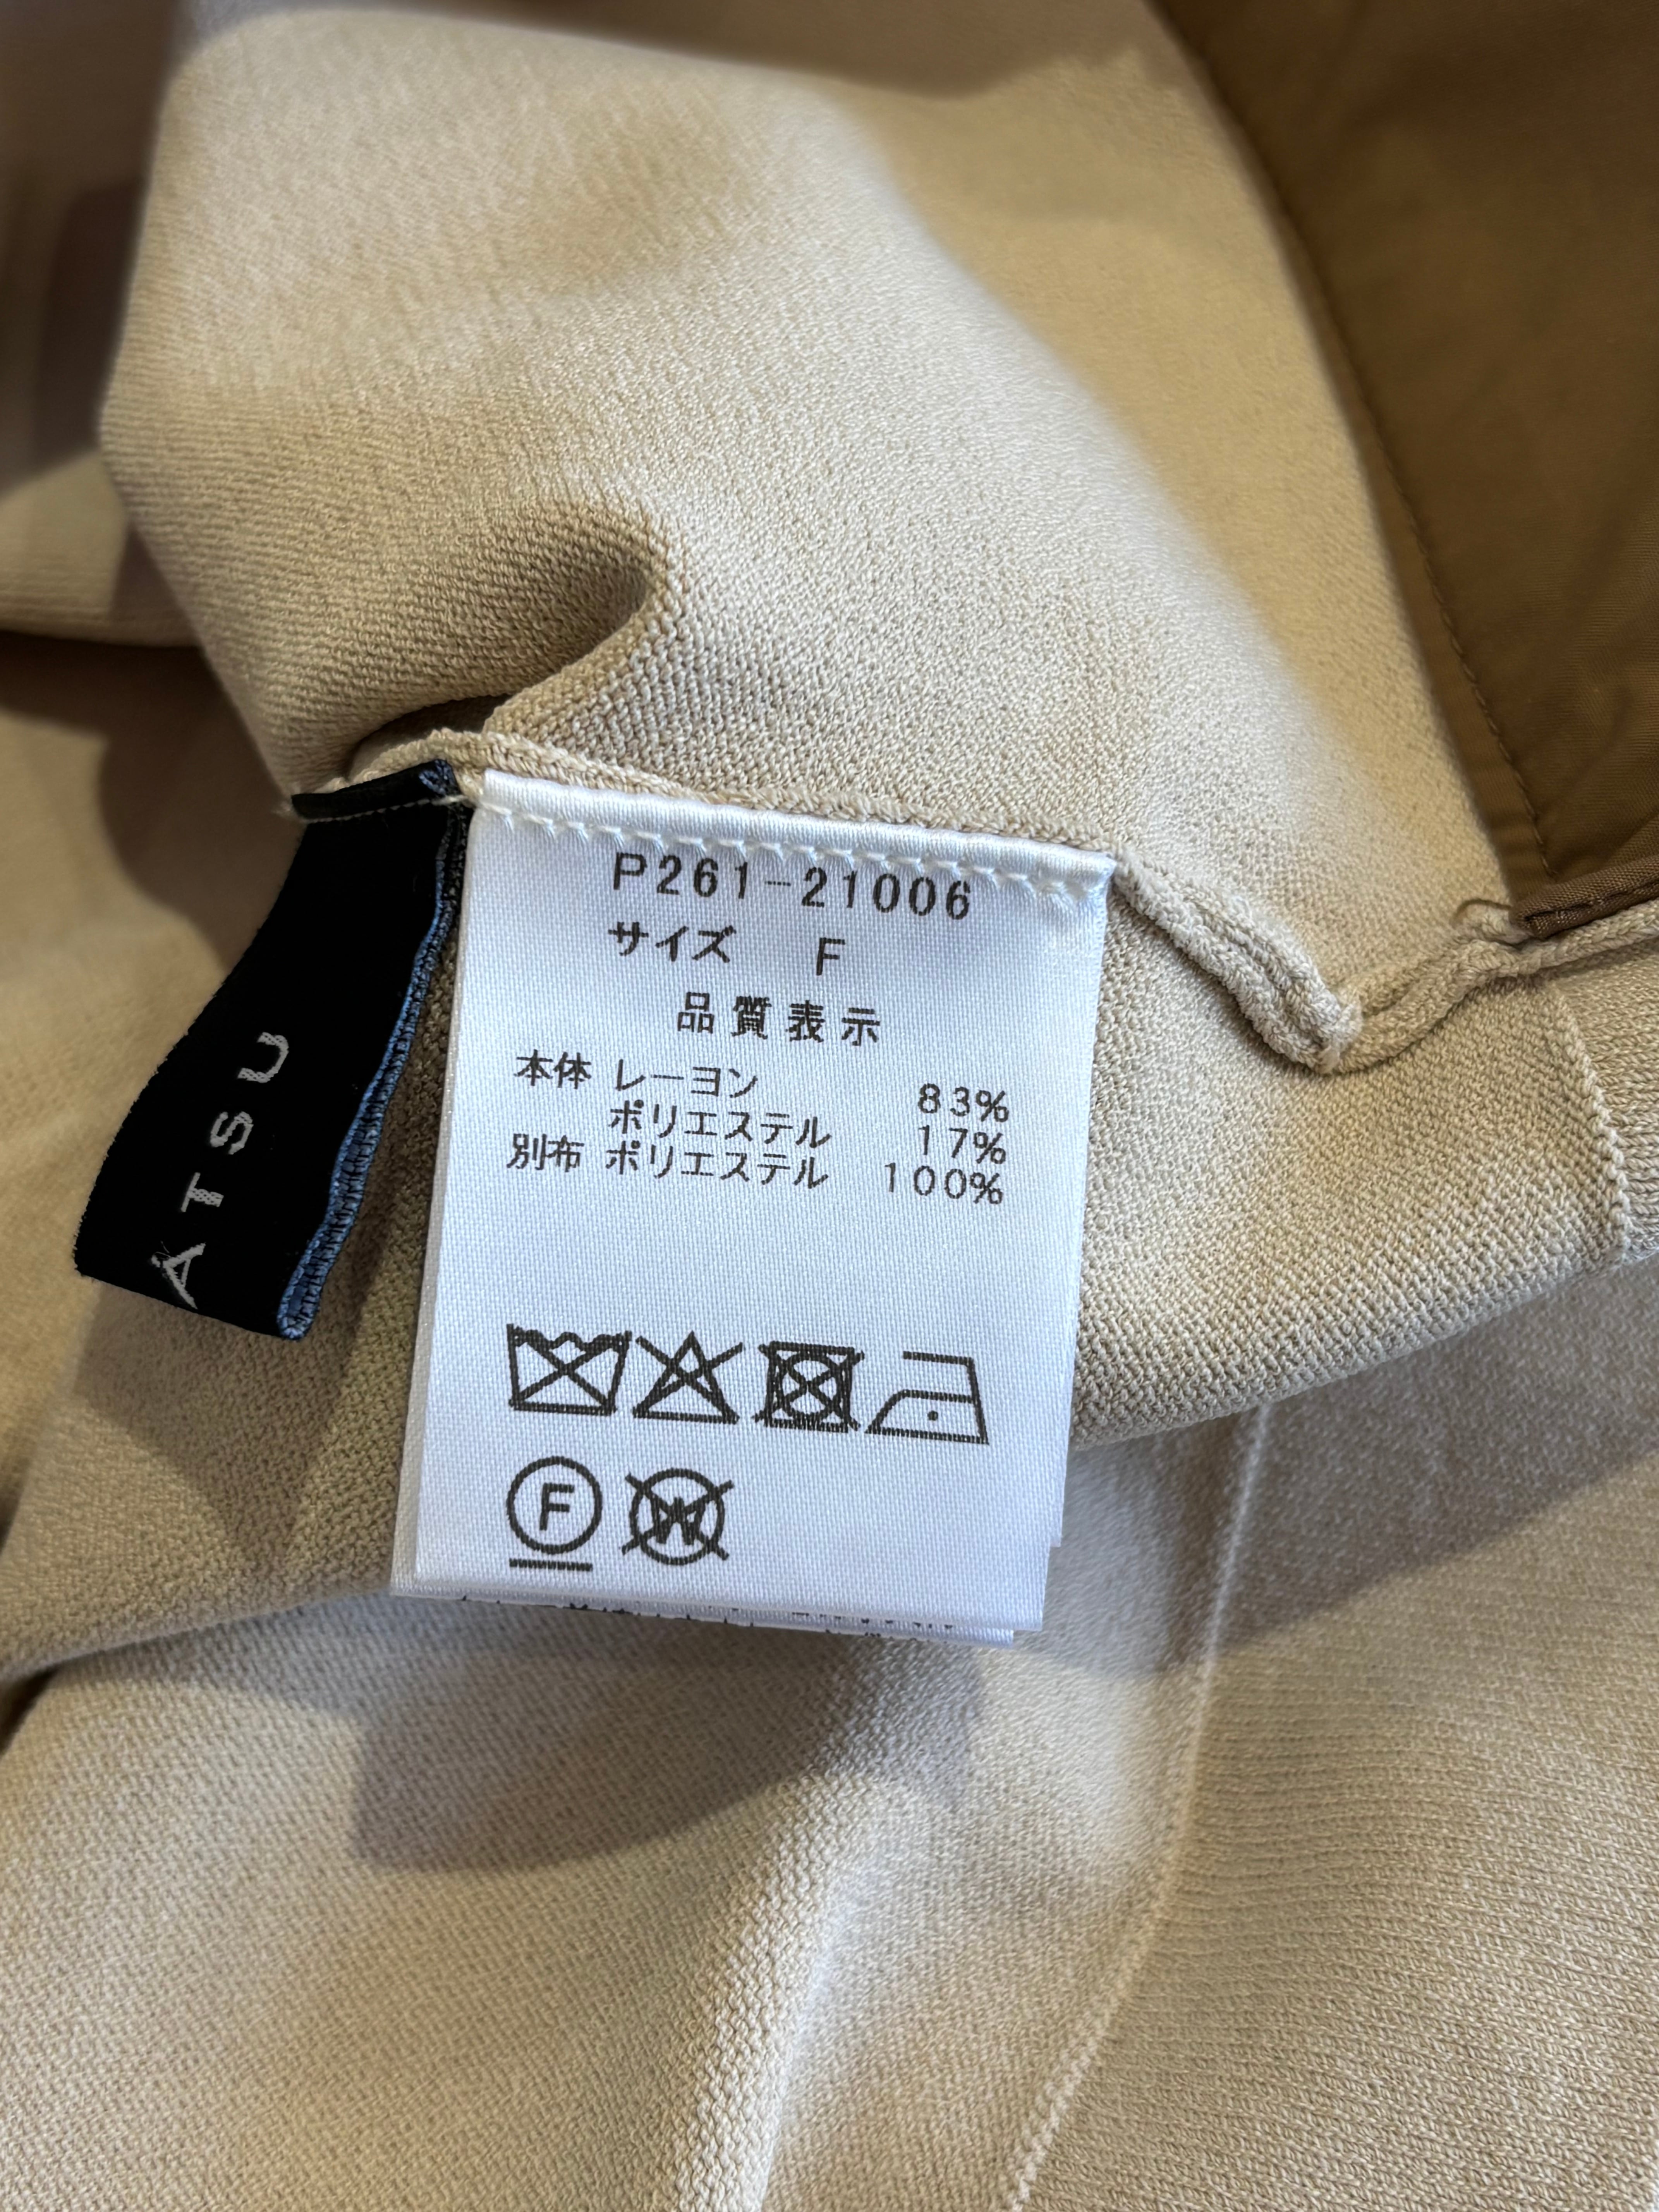 P261-21006
サイズ F
品質表示
本体 レーヨン 83%
ポリエステル 17%
別布 ポリエステル 100%
F
W
ATSU